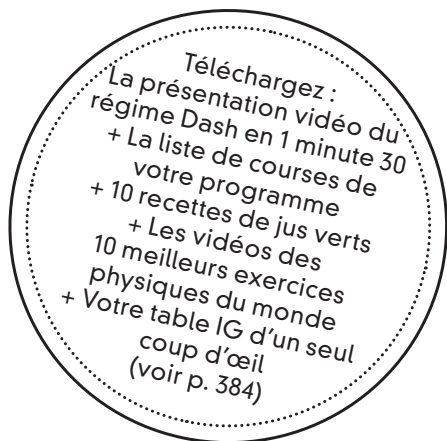 Téléchargez :
La présentation vidéo du
régime Dash en 1 minute 30
+ La liste de courses de
votre programme
+ 10 recettes de jus verts
+ Les vidéos des
10 meilleurs exercices
physiques du monde
+ Votre table IG d’un seul
coup d’œil
(voir p. 384)